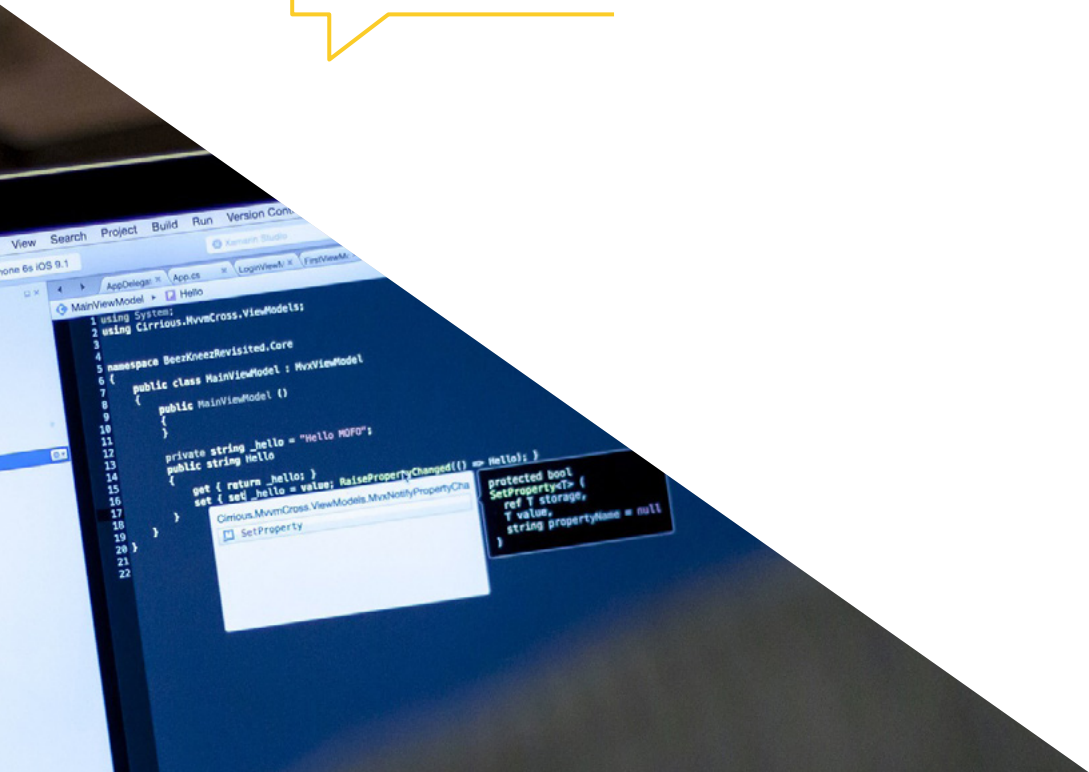 View Search Project Build Run Version Con
one 6s iOS 9.1
Xamarin Studio
AppDelega × App.cs × LoginViewM × FirstViewM
MainViewModel ▸ Hello
1 using System;
2 using Cirrious.MvvmCross.ViewModels;
3
4
5 namespace BeerKneezRevisited.Core
6 {
7 public class MainViewModel : MvxViewModel
8 {
9 public MainViewModel ()
10 {
11 }
12
13 private string _hello = "Hello MOFO";
14 public string Hello
15 {
16 get { return _hello; }
17 set { set _hello = value; RaisePropertyChanged(() => Hello); }
18 }
19 }
20 }
21
22
Cirrious.MvvmCross.ViewModels.MvxNotifyPropertyCha
SetProperty
protected bool
SetProperty<T> (
ref T storage,
T value,
string propertyName = null
)